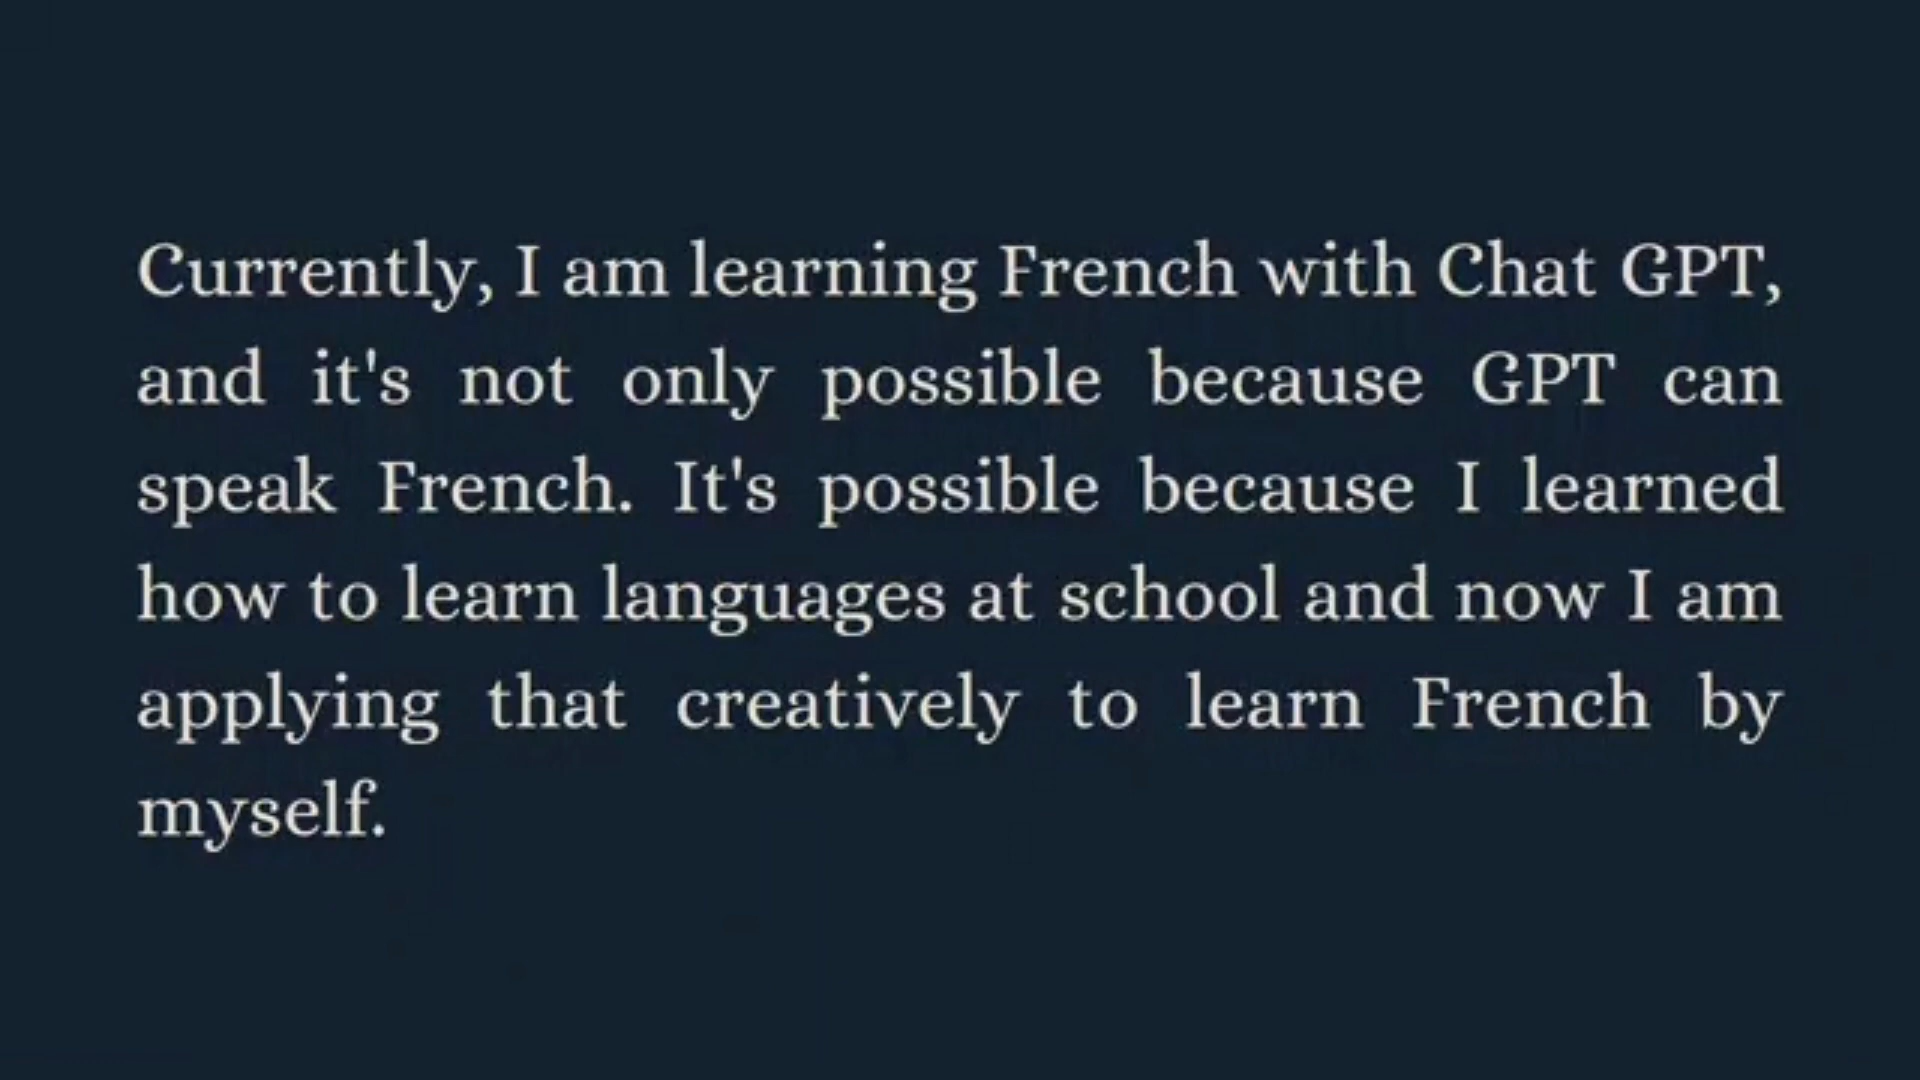 Currently, I am learning French with Chat GPT,
and it's not only possible because GPT can
speak French. It's possible because I learned
how to learn languages at school and now I am
applying that creatively to learn French by
myself.